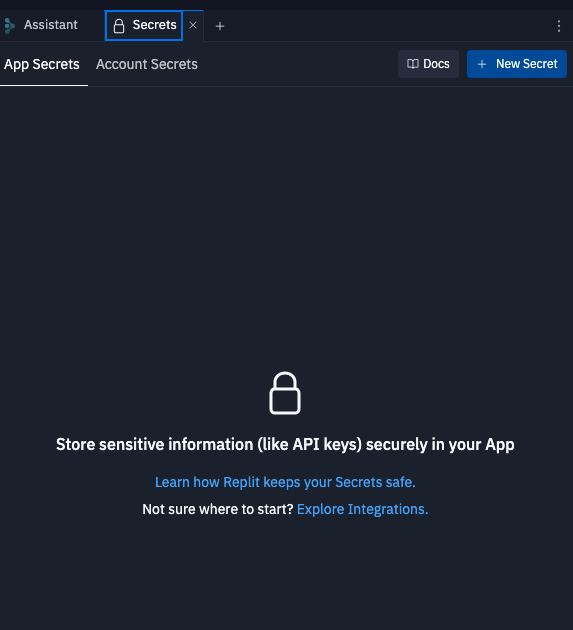 Assistant
Secrets
App Secrets
Account Secrets
Docs
New Secret
Store sensitive information (like API keys) securely in your App
Learn how Replit keeps your Secrets safe.
Not sure where to start? Explore Integrations.